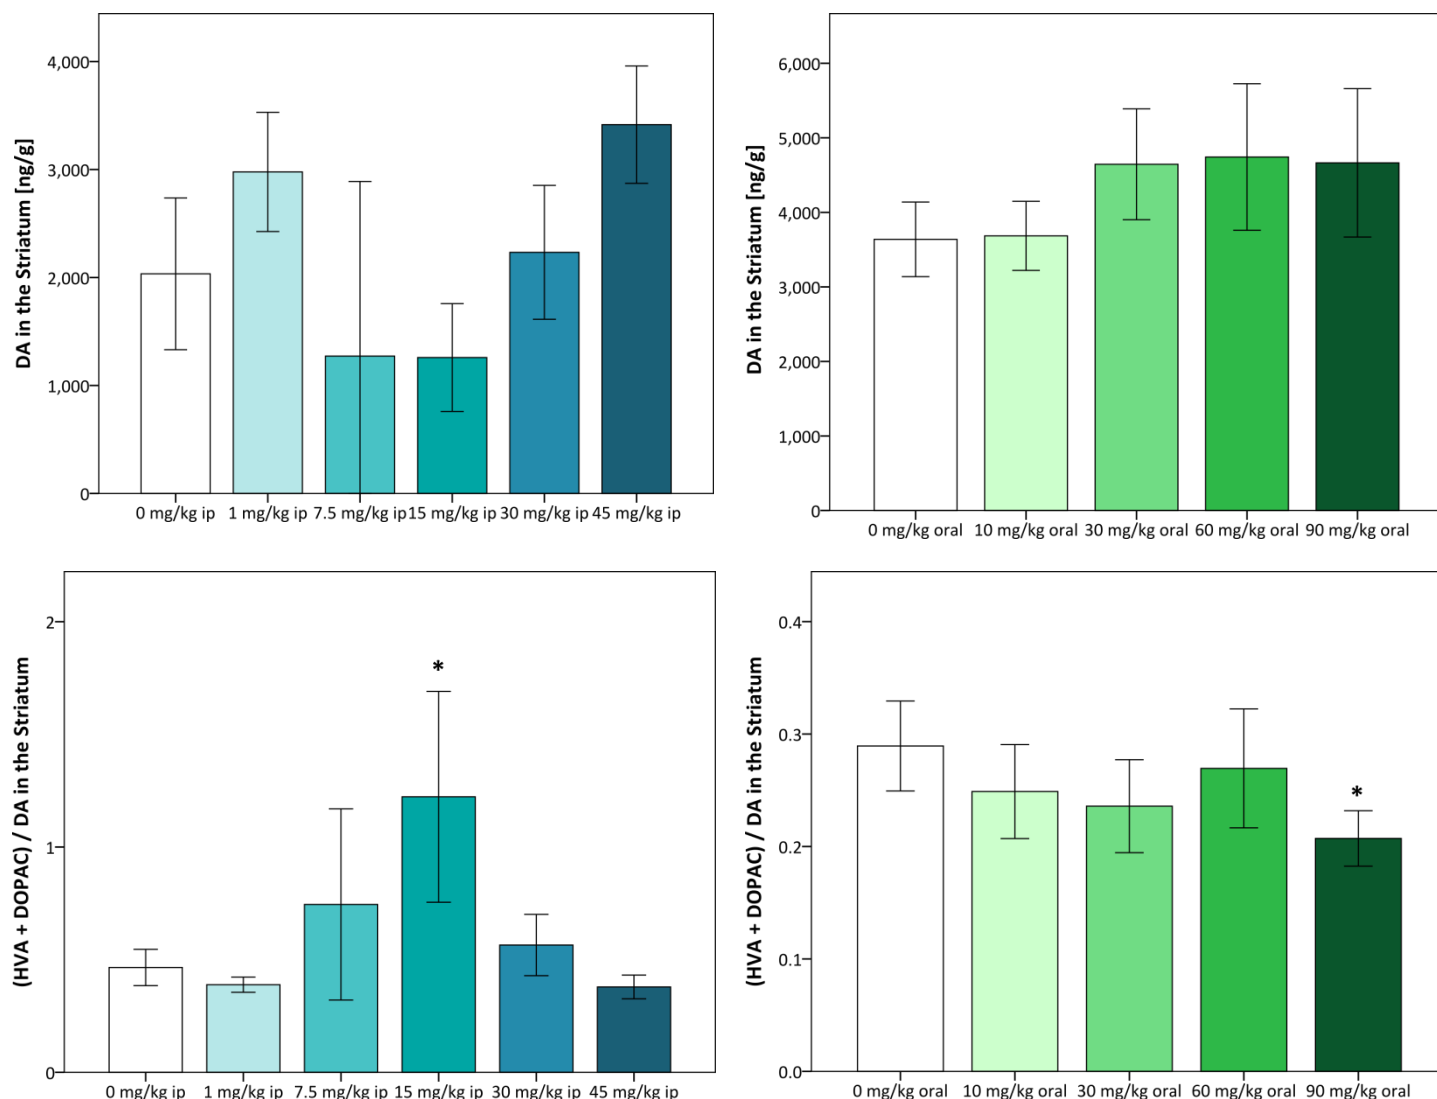 DA in the Striatum [ng/g]
4,000
3,000
2,000
1,000
0
0 mg/kg ip 1 mg/kg ip 7.5 mg/kg ip 15 mg/kg ip 30 mg/kg ip 45 mg/kg ip
DA in the Striatum [ng/g]
6,000
5,000
4,000
3,000
2,000
1,000
0
0 mg/kg oral 10 mg/kg oral 30 mg/kg oral 60 mg/kg oral 90 mg/kg oral
(HVA + DOPAC) / DA in the Striatum
2
*
1
0
0 mg/kg ip 1 mg/kg ip 7.5 mg/kg ip 15 mg/kg ip 30 mg/kg ip 45 mg/kg ip
(HVA + DOPAC) / DA in the Striatum
0.4
0.3
*
0.2
0.1
0.0
0 mg/kg oral 10 mg/kg oral 30 mg/kg oral 60 mg/kg oral 90 mg/kg oral